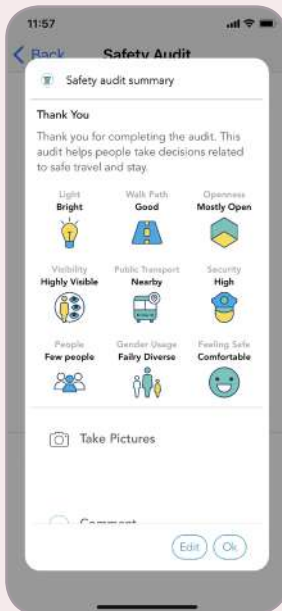 11:57
Back Safety Audit
Safety audit summary
Thank You
Thank you for completing the audit. This
audit helps people take decisions related
to safe travel and stay.
Light Walk Path Openness
Bright Good Mostly Open
Visibility Public Transport Security
Highly Visible Nearby High
People Gender Usage Feeling Safe
Few people Failry Diverse Comfortable
Take Pictures
Comment
Edit Ok